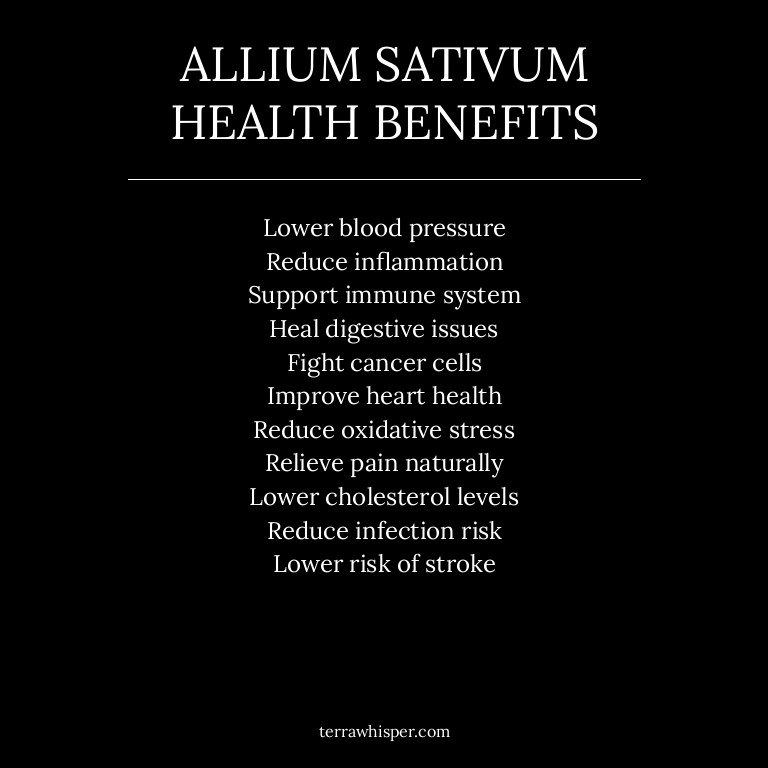 ALLIUM SATIVUM
HEALTH BENEFITS
Lower blood pressure
Reduce inflammation
Support immune system
Heal digestive issues
Fight cancer cells
Improve heart health
Reduce oxidative stress
Relieve pain naturally
Lower cholesterol levels
Reduce infection risk
Lower risk of stroke
terrawhisper.com